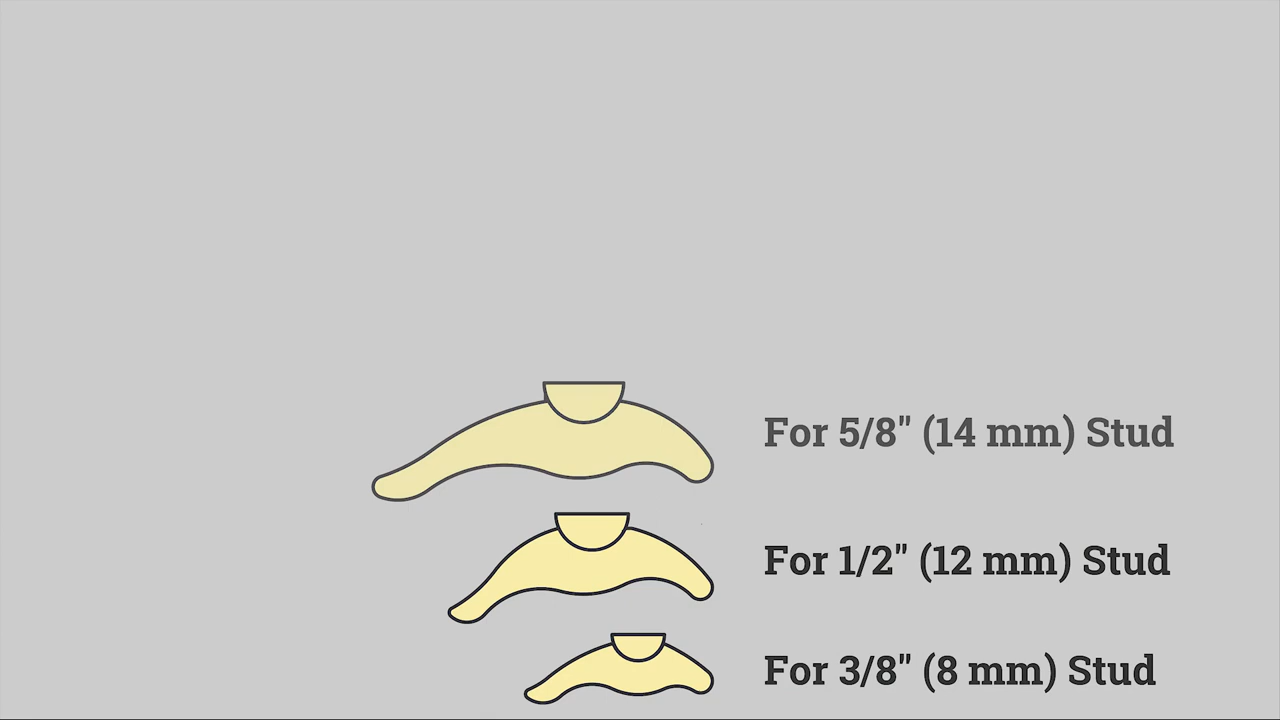 For 5/8" (14 mm) Stud
For 1/2" (12 mm) Stud
For 3/8" (8 mm) Stud